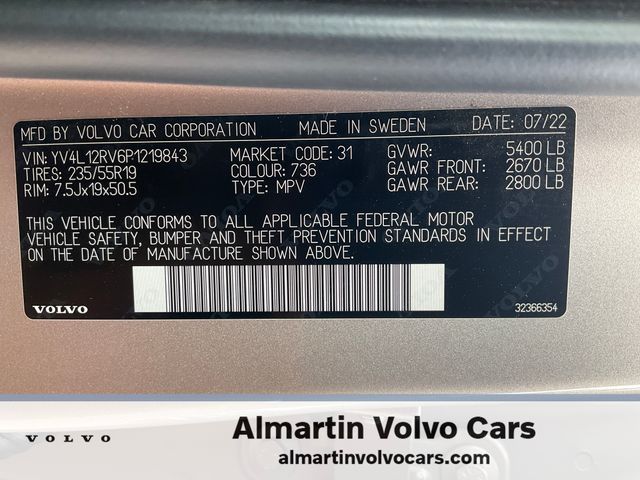 MFD BY VOLVO CAR CORPORATION MADE IN SWEDEN DATE: 07/22
VIN: YV4L12RV6P1219843 MARKET CODE: 31 GVWR: 5400 LB
TIRES: 235/55R19 COLOUR: 736 GAWR FRONT: 2670 LB
RIM: 7.5Jx19x50.5 TYPE: MPV GAWR REAR: 2800 LB
THIS VEHICLE CONFORMS TO ALL APPLICABLE FEDERAL MOTOR
VEHICLE SAFETY, BUMPER AND THEFT PREVENTION STANDARDS IN EFFECT
ON THE DATE OF MANUFACTURE SHOWN ABOVE.
VOLVO 32366354
VOLVO Almartin Volvo Cars
almartinvolvocars.com